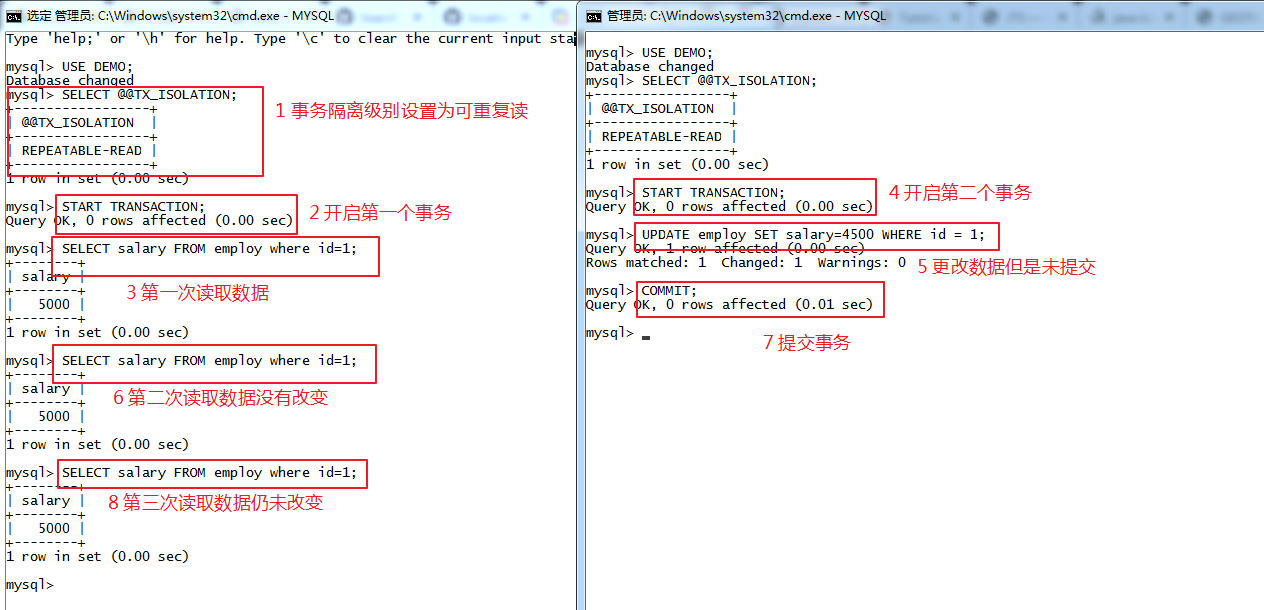 选定 管理员: C:\Windows\system32\cmd.exe - MYSQL
Type 'help;' or '\h' for help. Type '\c' to clear the current input sta
mysql> USE DEMO;
Database changed
mysql> SELECT @@TX_ISOLATION;
+-----------------+
| @@TX_ISOLATION  |
+-----------------+
| REPEATABLE-READ |
+-----------------+
1 row in set (0.00 sec)
1 事务隔离级别设置为可重复读
mysql> START TRANSACTION;
Query OK, 0 rows affected (0.00 sec)
2 开启第一个事务
mysql> SELECT salary FROM employ where id=1;
+--------+
| salary |
+--------+
|   5000 |
+--------+
1 row in set (0.00 sec)
3 第一次读取数据
mysql> SELECT salary FROM employ where id=1;
+--------+
| salary |
+--------+
|   5000 |
+--------+
1 row in set (0.00 sec)
6 第二次读取数据没有改变
mysql> SELECT salary FROM employ where id=1;
+--------+
| salary |
+--------+
|   5000 |
+--------+
1 row in set (0.00 sec)
8 第三次读取数据仍未改变
mysql>
管理员: C:\Windows\system32\cmd.exe - MYSQL
mysql> USE DEMO;
Database changed
mysql> SELECT @@TX_ISOLATION;
+-----------------+
| @@TX_ISOLATION  |
+-----------------+
| REPEATABLE-READ |
+-----------------+
1 row in set (0.00 sec)
mysql> START TRANSACTION;
Query OK, 0 rows affected (0.00 sec)
4 开启第二个事务
mysql> UPDATE employ SET salary=4500 WHERE id = 1;
Query OK, 1 row affected (0.00 sec)
Rows matched: 1  Changed: 1  Warnings: 0
5 更改数据但是未提交
mysql> COMMIT;
Query OK, 0 rows affected (0.01 sec)
7 提交事务
mysql>